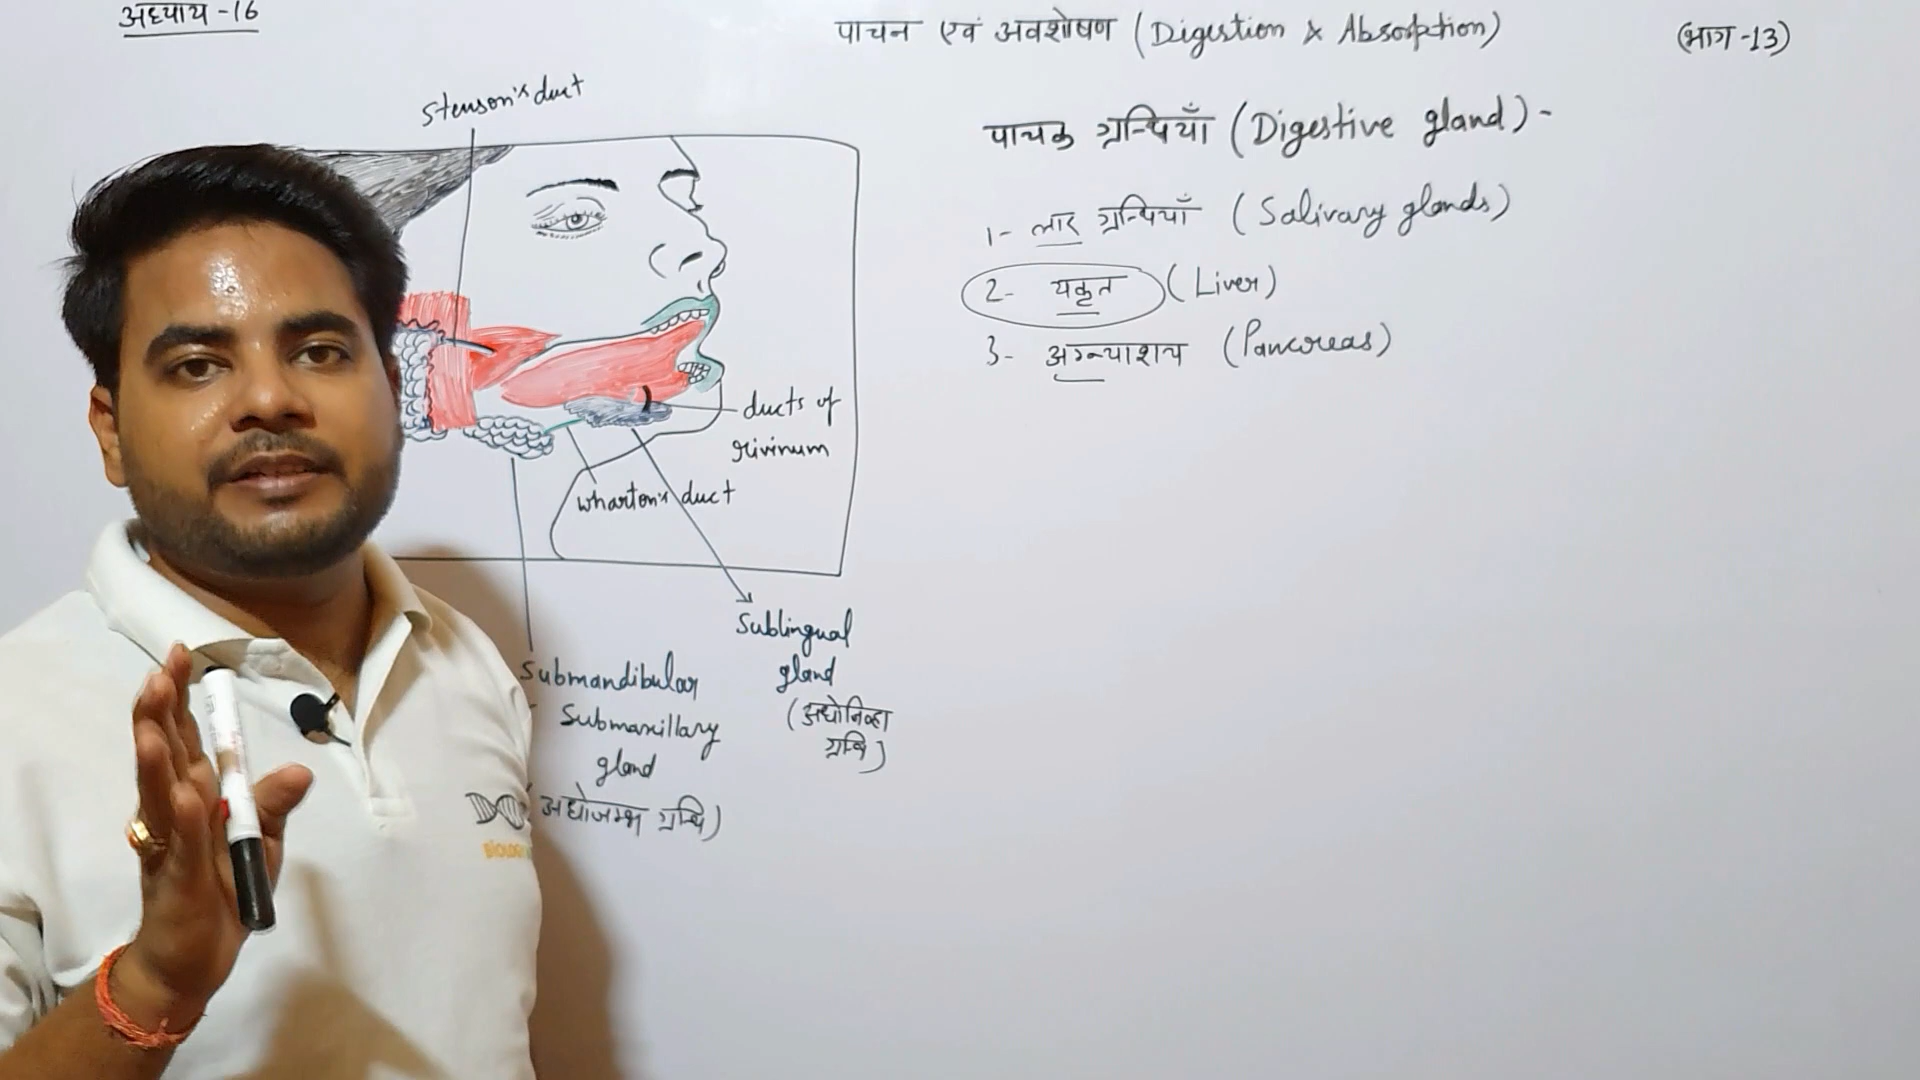 अध्याय -16
पाचन एवं अवशोषण (Digestion & Absorption)
(भाग -13)
Stenson's duct
ducts of
rivinum
Wharton's duct
Sublingual
gland
(अधोजिह्वा
ग्रन्थि)
Submandibular
Submaxillary
gland
अधोजम्भ ग्रन्थि)
पाचक ग्रन्थियाँ (Digestive gland) -
1- लार ग्रन्थियाँ (Salivary glands)
2- यकृत (Liver)
3- अग्न्याशय (Pancreas)
BIOLOGY